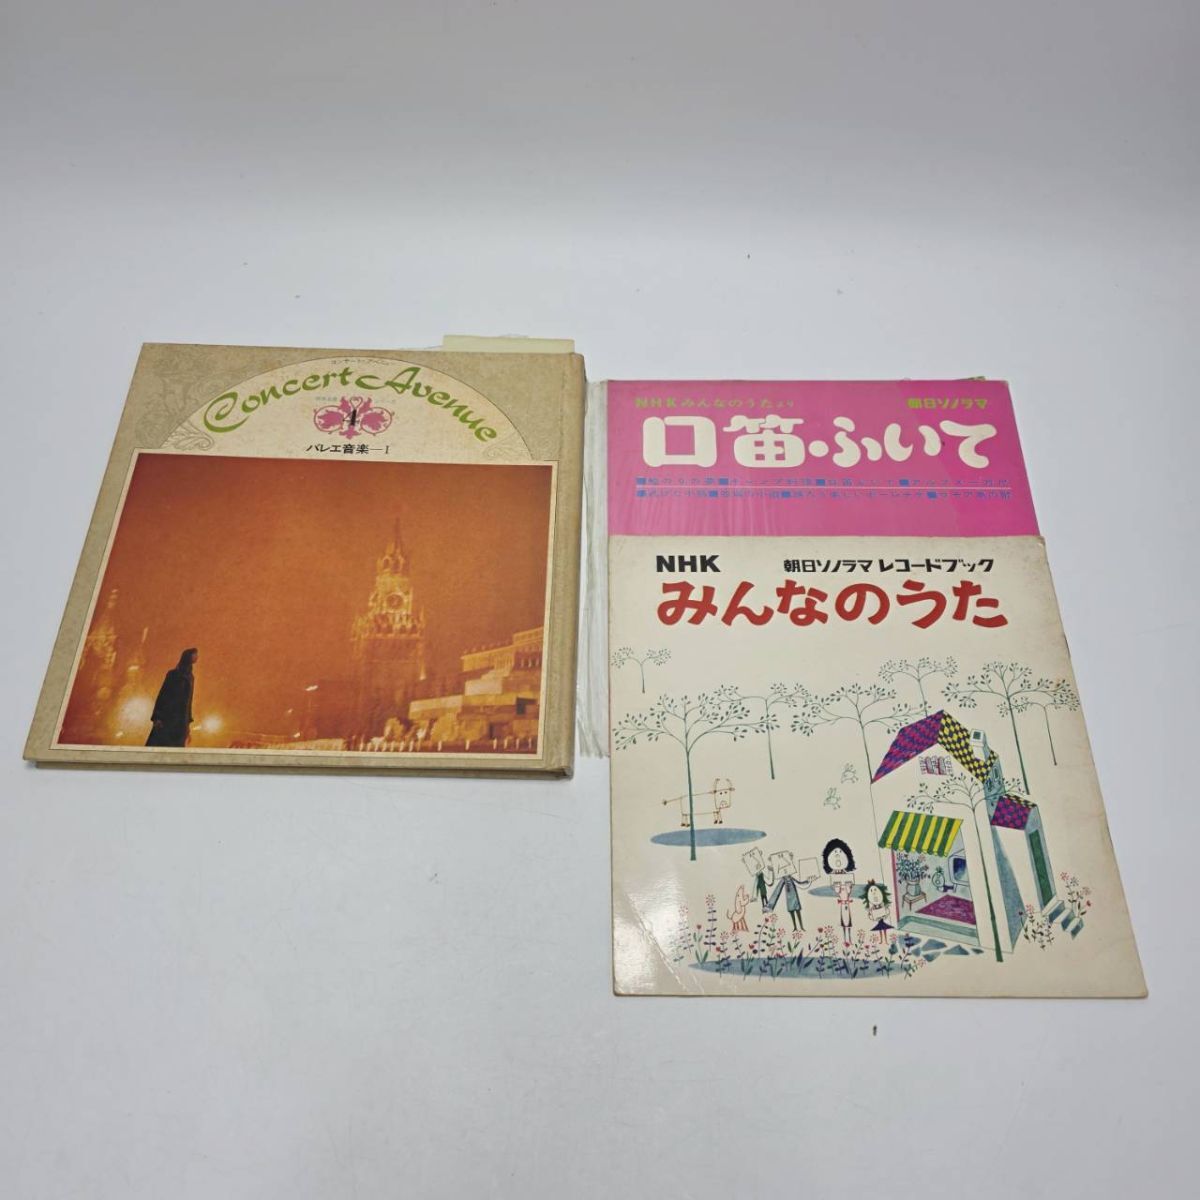 コンサート・アベニュー
Concert Avenue
4
バレエ音楽—I
NHKみんなのうたより
朝日ソノラマ
口笛・ふいて
NHK
朝日ソノラマ レコードブック
みんなのうた